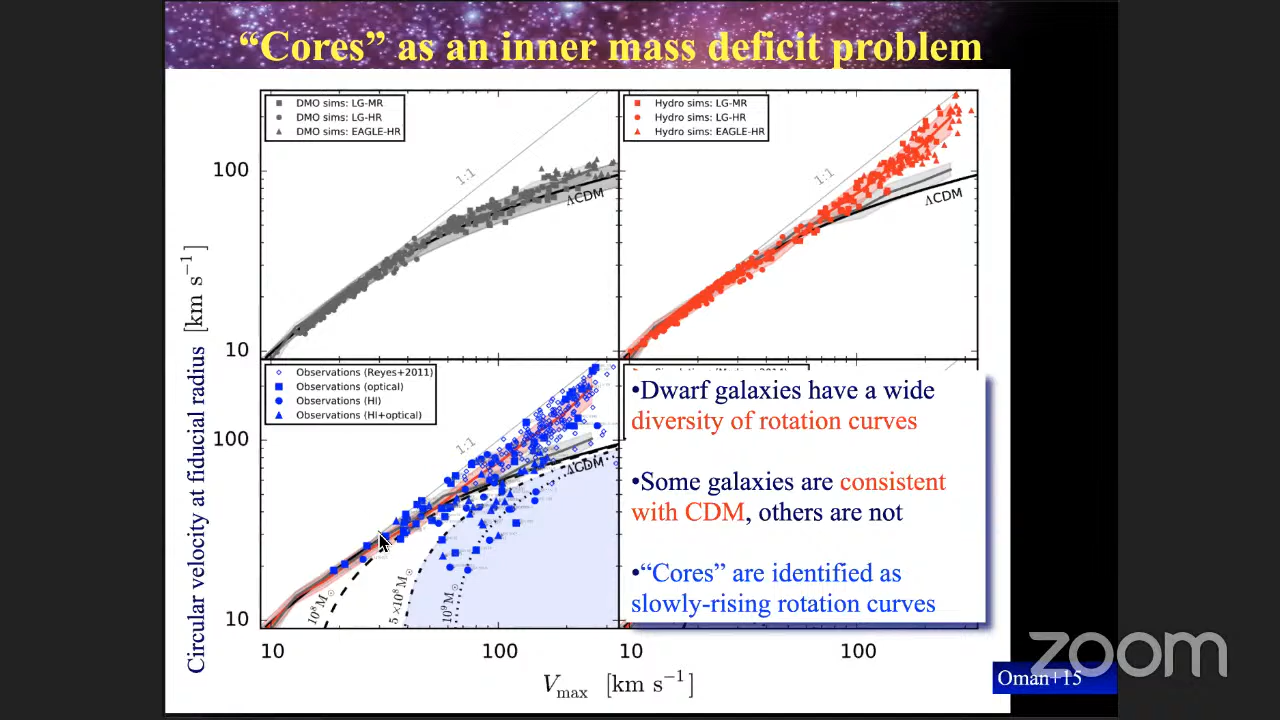 “Cores” as an inner mass deficit problem
DMO sims: LG-MR
DMO sims: LG-HR
DMO sims: EAGLE-HR
1:1
ΛCDM
Hydro sims: LG-MR
Hydro sims: LG-HR
Hydro sims: EAGLE-HR
1:1
ΛCDM
100
10
Circular velocity at fiducial radius [km s⁻¹]
Observations (Reyes+2011)
Observations (optical)
Observations (HI)
Observations (HI+optical)
1:1
ΛCDM
10⁸M⊙
5×10⁸M⊙
10⁹M⊙
100
10
•Dwarf galaxies have a wide
diversity of rotation curves
•Some galaxies are consistent
with CDM, others are not
•“Cores” are identified as
slowly-rising rotation curves
10 100 10 100
Vmax [km s⁻¹]
Oman+15
zoom